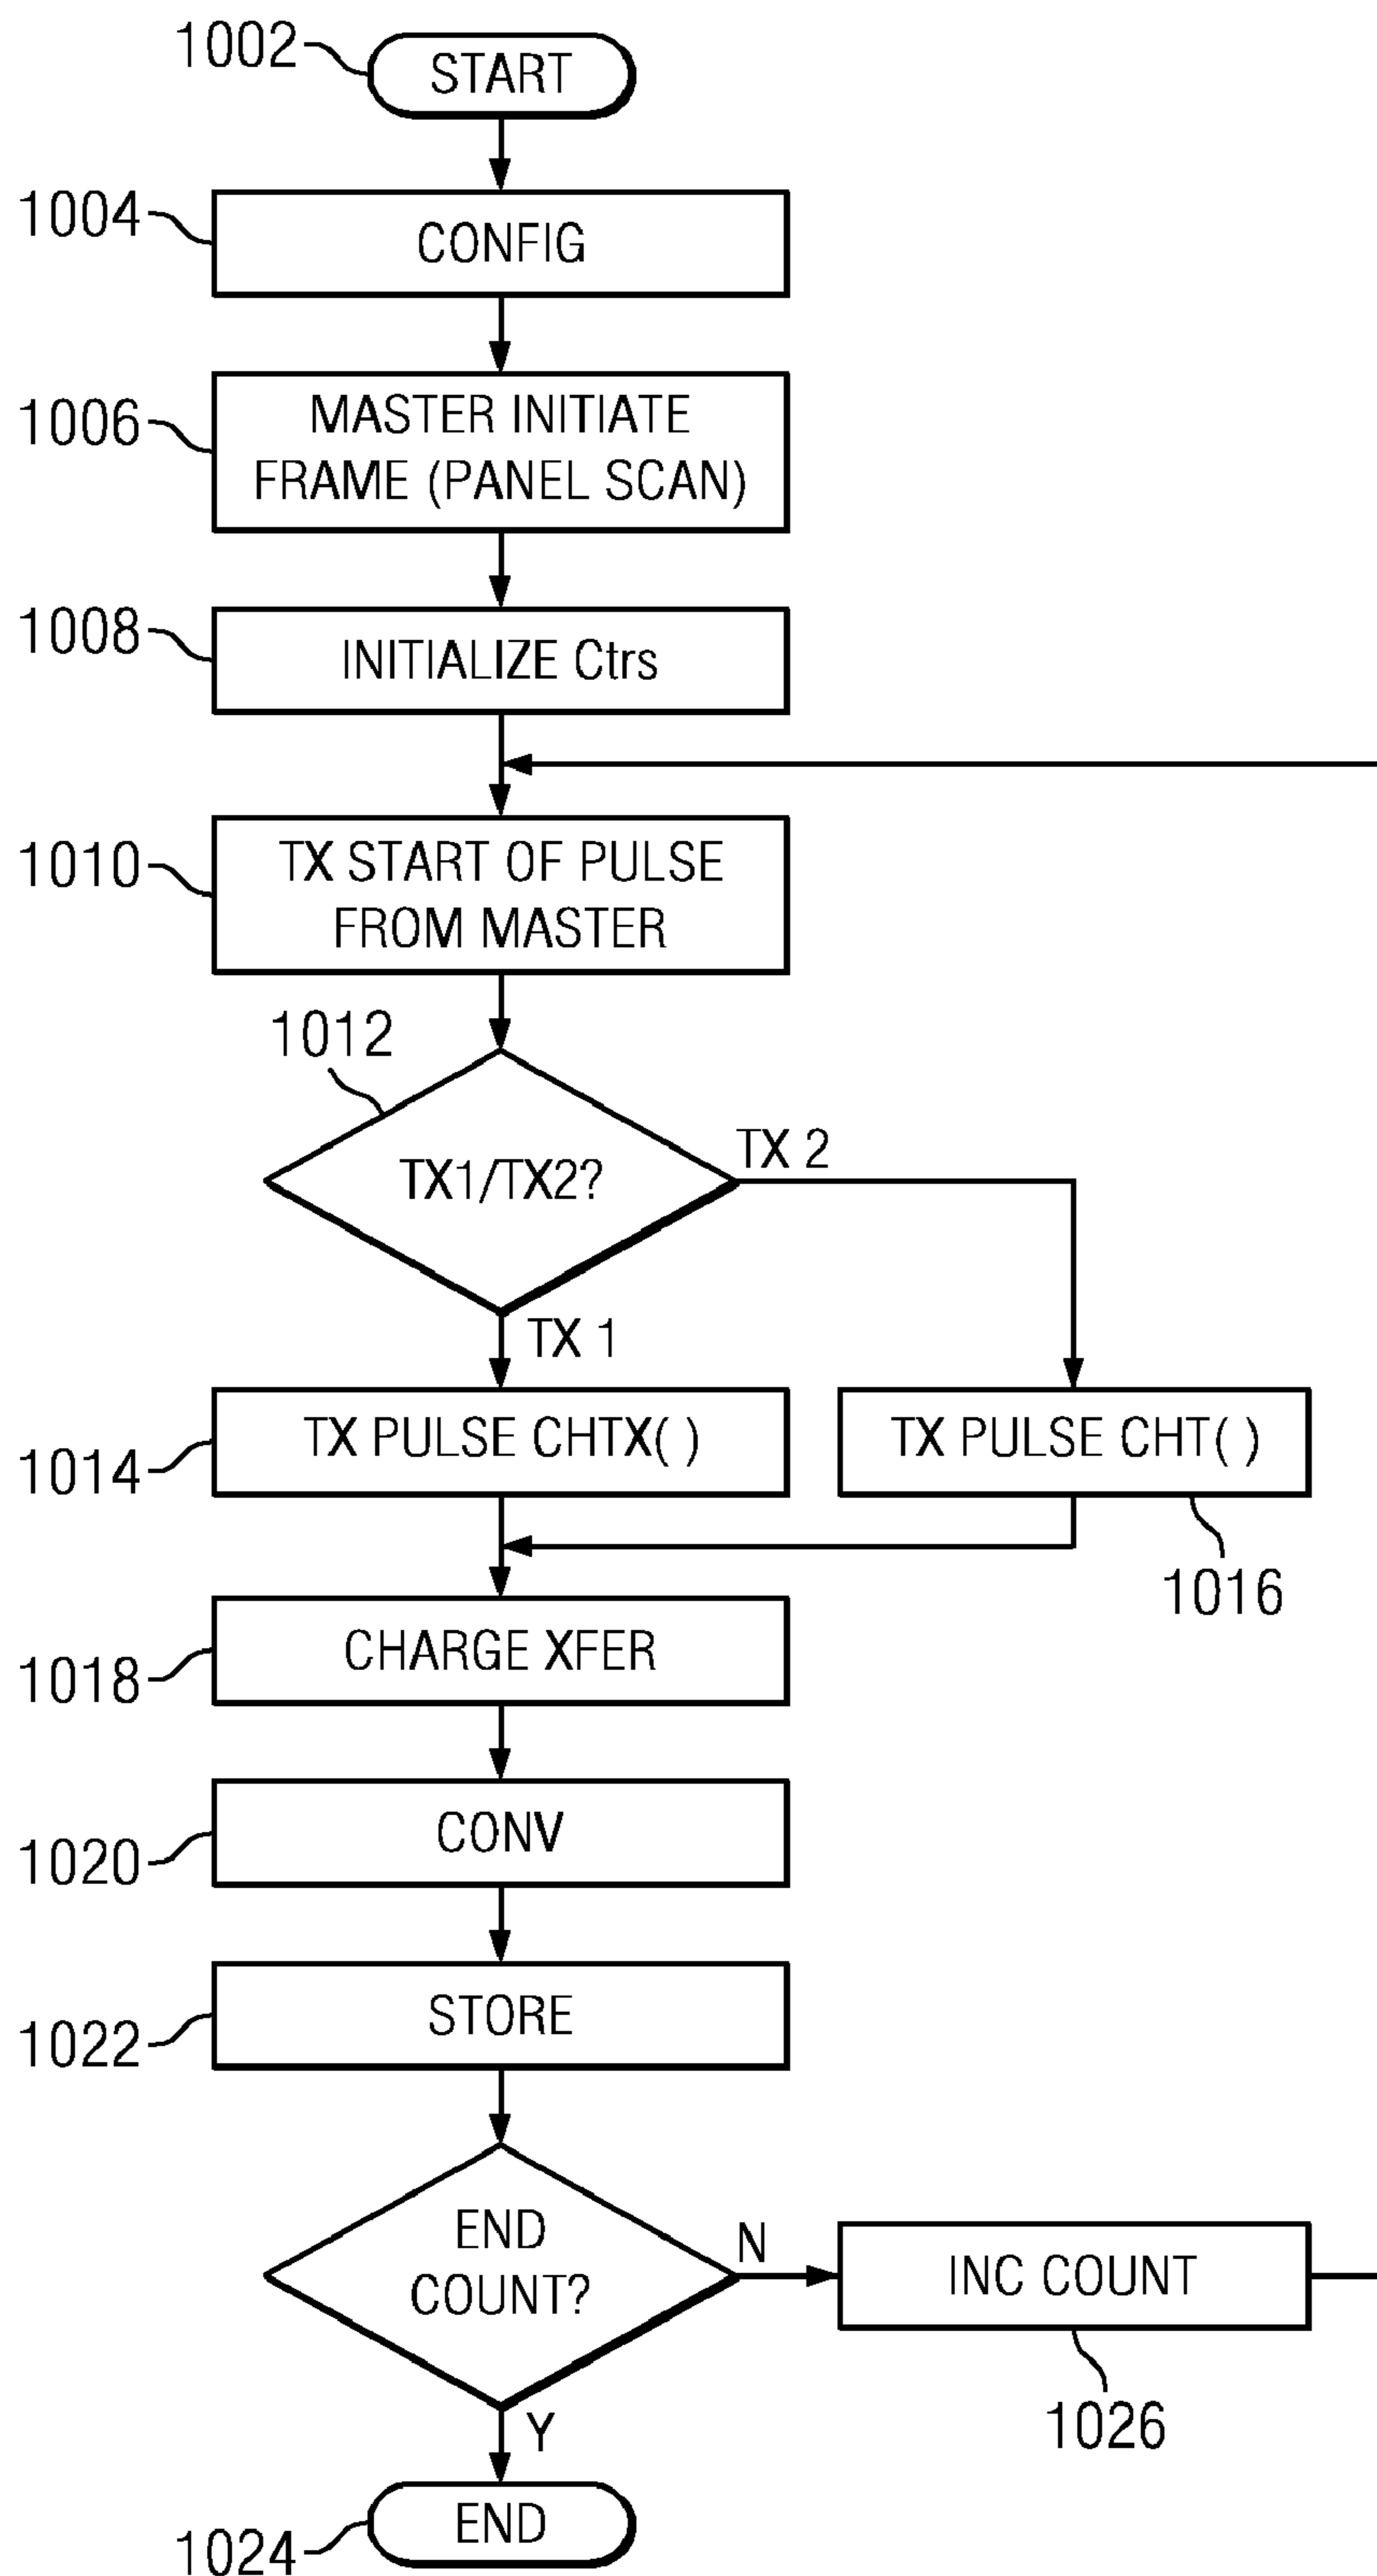 1002
START
1004
CONFIG
1006
MASTER INITIATE
FRAME (PANEL SCAN)
1008
INITIALIZE Ctrs
1010
TX START OF PULSE
FROM MASTER
1012
TX1/TX2?
TX 2
TX 1
1014
TX PULSE CHTX( )
TX PULSE CHT( )
1016
1018
CHARGE XFER
1020
CONV
1022
STORE
END
COUNT?
N
INC COUNT
1026
Y
1024
END